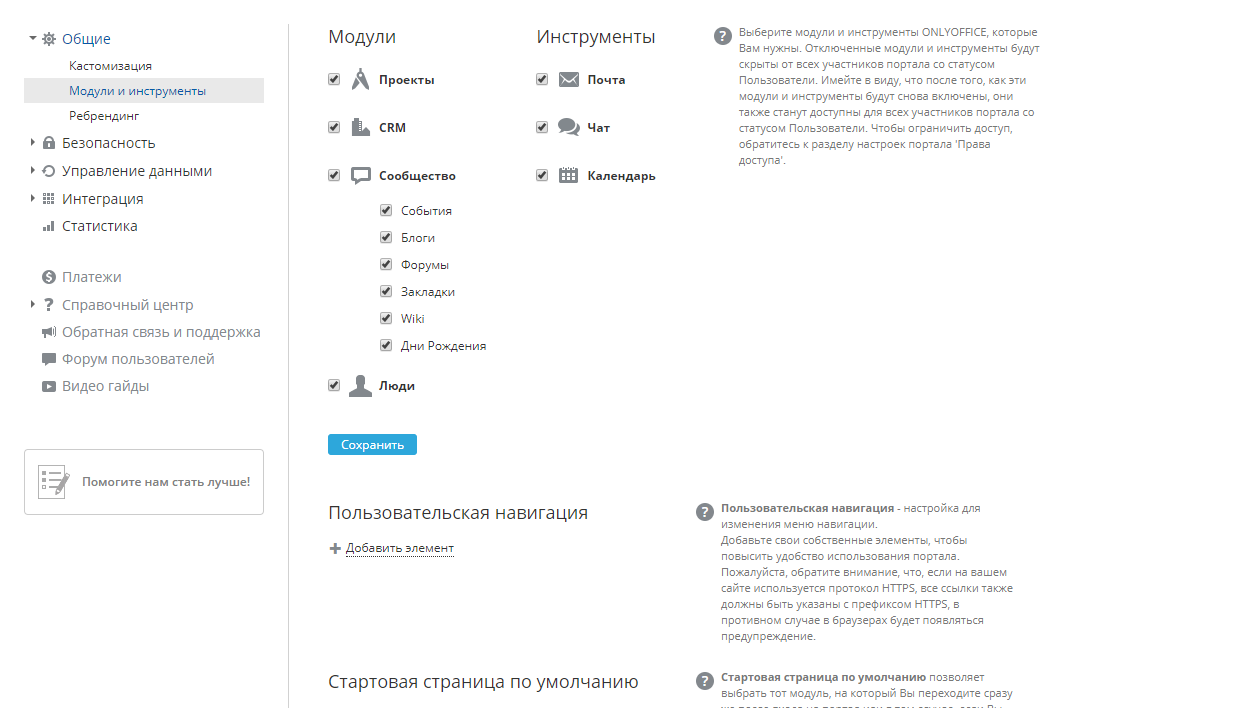 Общие
Кастомизация
Модули и инструменты
Ребрендинг
Безопасность
Управление данными
Интеграция
Статистика
Платежи
Справочный центр
Обратная связь и поддержка
Форум пользователей
Видео гайды
Помогите нам стать лучше!
Модули
Проекты
CRM
Сообщество
События
Блоги
Форумы
Закладки
Wiki
Дни Рождения
Люди
Сохранить
Инструменты
Почта
Чат
Календарь
Выберите модули и инструменты ONLYOFFICE, которые
Вам нужны. Отключенные модули и инструменты будут
скрыты от всех участников портала со статусом
Пользователи. Имейте в виду, что после того, как эти
модули и инструменты будут снова включены, они
также станут доступны для всех участников портала со
статусом Пользователи. Чтобы ограничить доступ,
обратитесь к разделу настроек портала 'Права
доступа'.
Пользовательская навигация
Добавить элемент
Пользовательская навигация - настройка для
изменения меню навигации.
Добавьте свои собственные элементы, чтобы
повысить удобство использования портала.
Пожалуйста, обратите внимание, что, если на вашем
сайте используется протокол HTTPS, все ссылки также
должны быть указаны с префиксом HTTPS, в
противном случае в браузерах будет появляться
предупреждение.
Стартовая страница по умолчанию
Стартовая страница по умолчанию позволяет
выбрать тот модуль, на который Вы переходите сразу